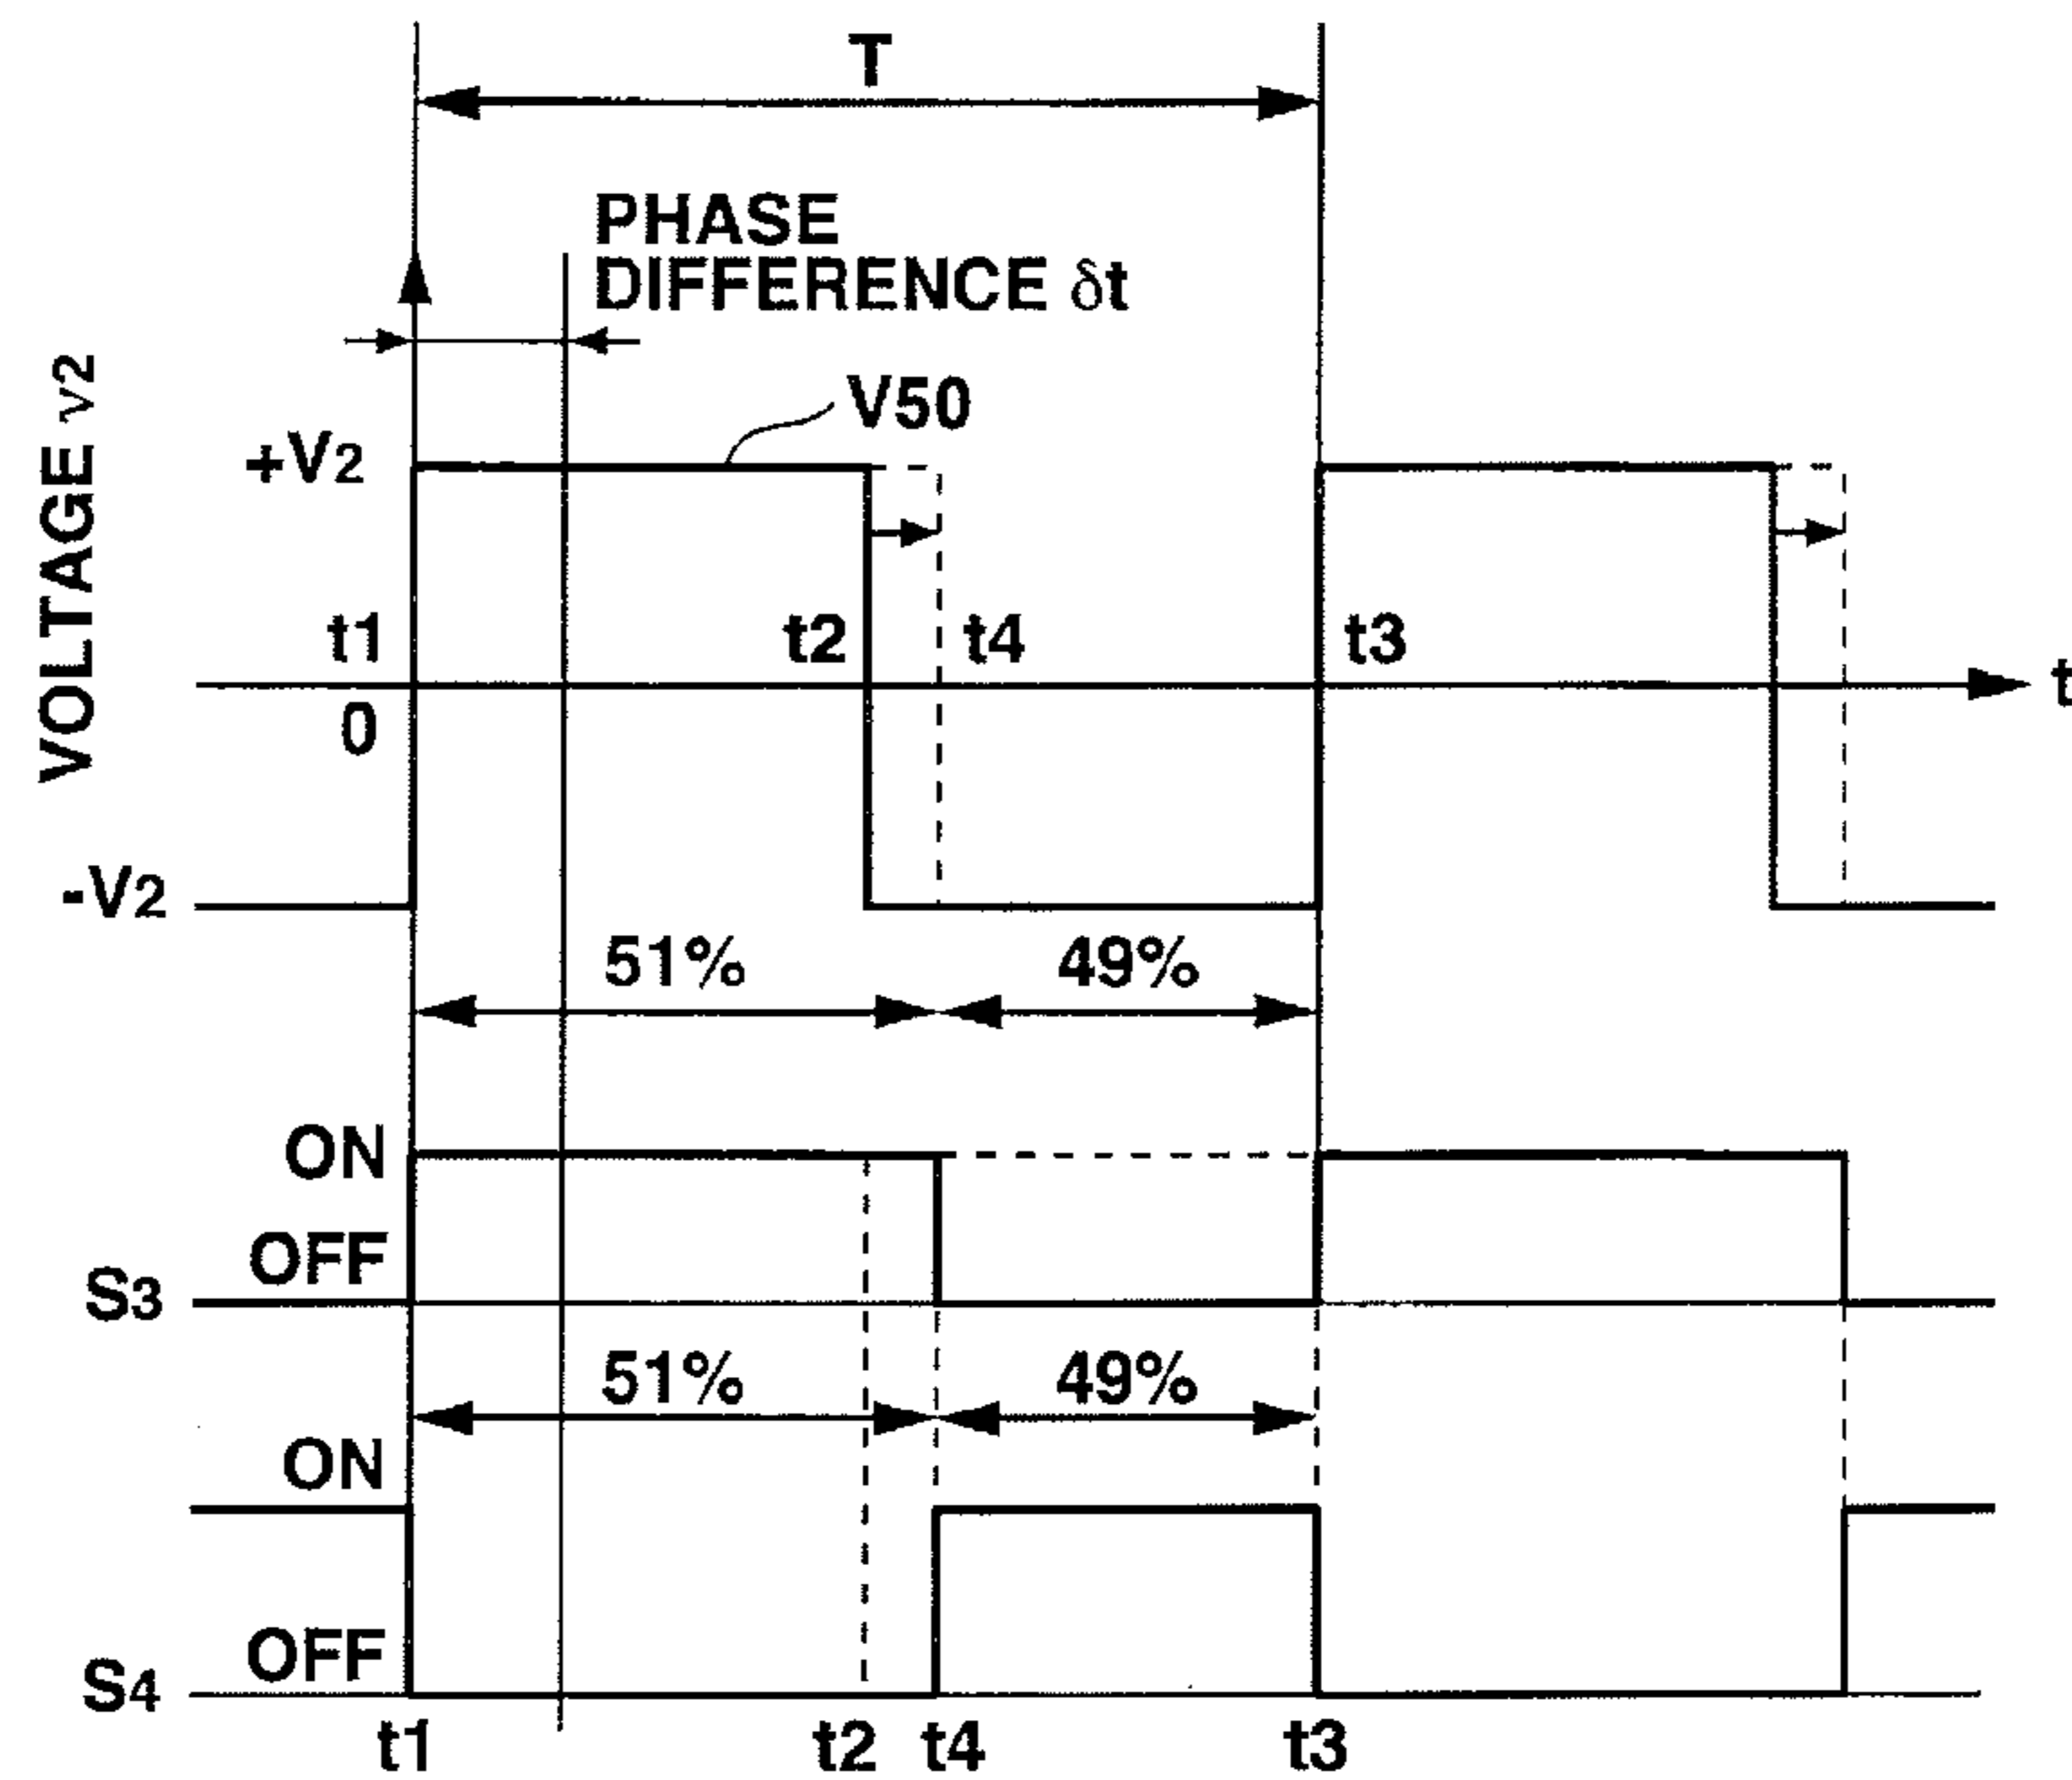 T
PHASE
DIFFERENCE δt
V50
VOLTAGE v2
+V2
t1
t2
t4
t3
t
0
-V2
51%
49%
ON
OFF
S3
51%
49%
ON
OFF
S4
t1
t2
t4
t3